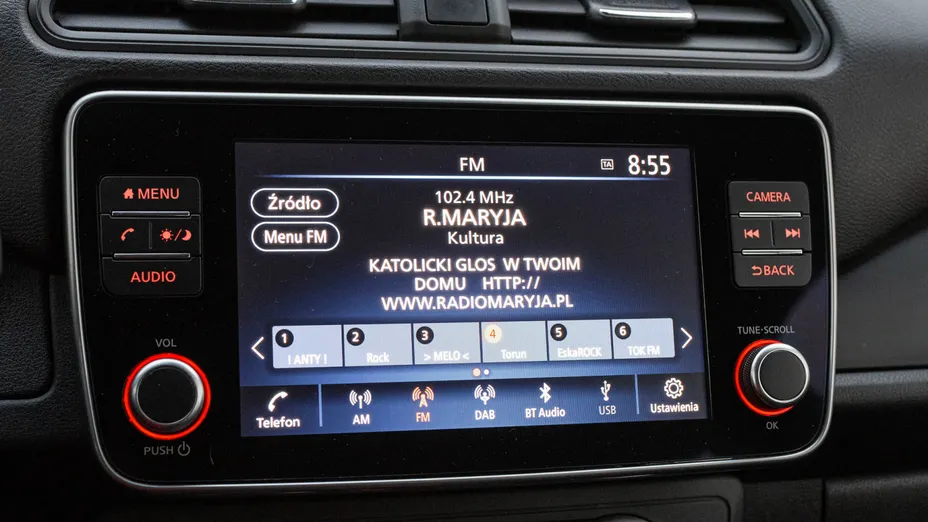 FM TA 8:55
MENU
AUDIO
VOL
PUSH
Źródło
Menu FM
102.4 MHz
R.MARYJA
Kultura
KATOLICKI GLOS W TWOIM
DOMU HTTP://
WWW.RADIOMARYJA.PL
1 2 3 4 5 6
! ANTY ! Rock > MELO < Torun EskaROCK TOK FM
Telefon AM FM DAB BT Audio USB Ustawienia
CAMERA
BACK
TUNE·SCROLL
OK